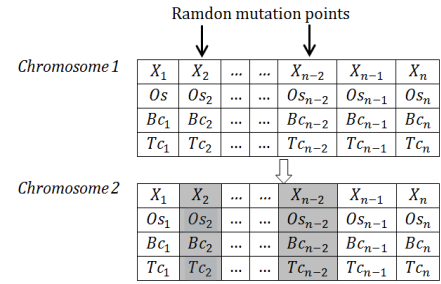 Ramdon mutation points
Chromosome 1
X₁ X₂ ... ... Xₙ₋₂ Xₙ₋₁ Xₙ
Os Os₂ ... ... Osₙ₋₂ Osₙ₋₁ Osₙ
Bc₁ Bc₂ ... ... Bcₙ₋₂ Bcₙ₋₁ Bcₙ
Tc₁ Tc₂ ... ... Tcₙ₋₂ Tcₙ₋₁ Tcₙ
Chromosome 2
X₁ X₂ ... ... Xₙ₋₂ Xₙ₋₁ Xₙ
Os₁ Os₂ ... ... Osₙ₋₂ Osₙ₋₁ Osₙ
Bc₁ Bc₂ ... ... Bcₙ₋₂ Bcₙ₋₁ Bcₙ
Tc₁ Tc₂ ... ... Tcₙ₋₂ Tcₙ₋₁ Tcₙ